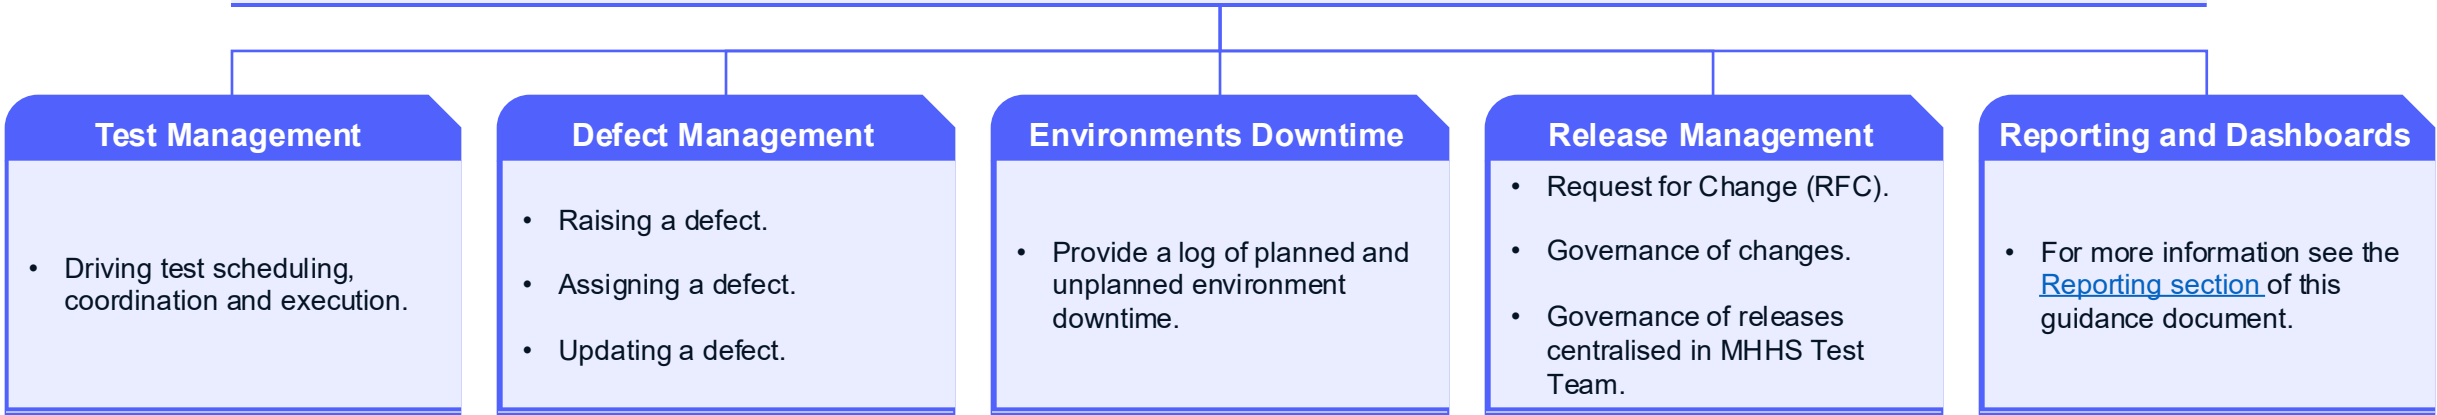 Test Management
• Driving test scheduling,
coordination and execution.
Defect Management
• Raising a defect.
• Assigning a defect.
• Updating a defect.
Environments Downtime
• Provide a log of planned and
unplanned environment
downtime.
Release Management
• Request for Change (RFC).
• Governance of changes.
• Governance of releases
centralised in MHHS Test
Team.
Reporting and Dashboards
• For more information see the
Reporting section of this
guidance document.